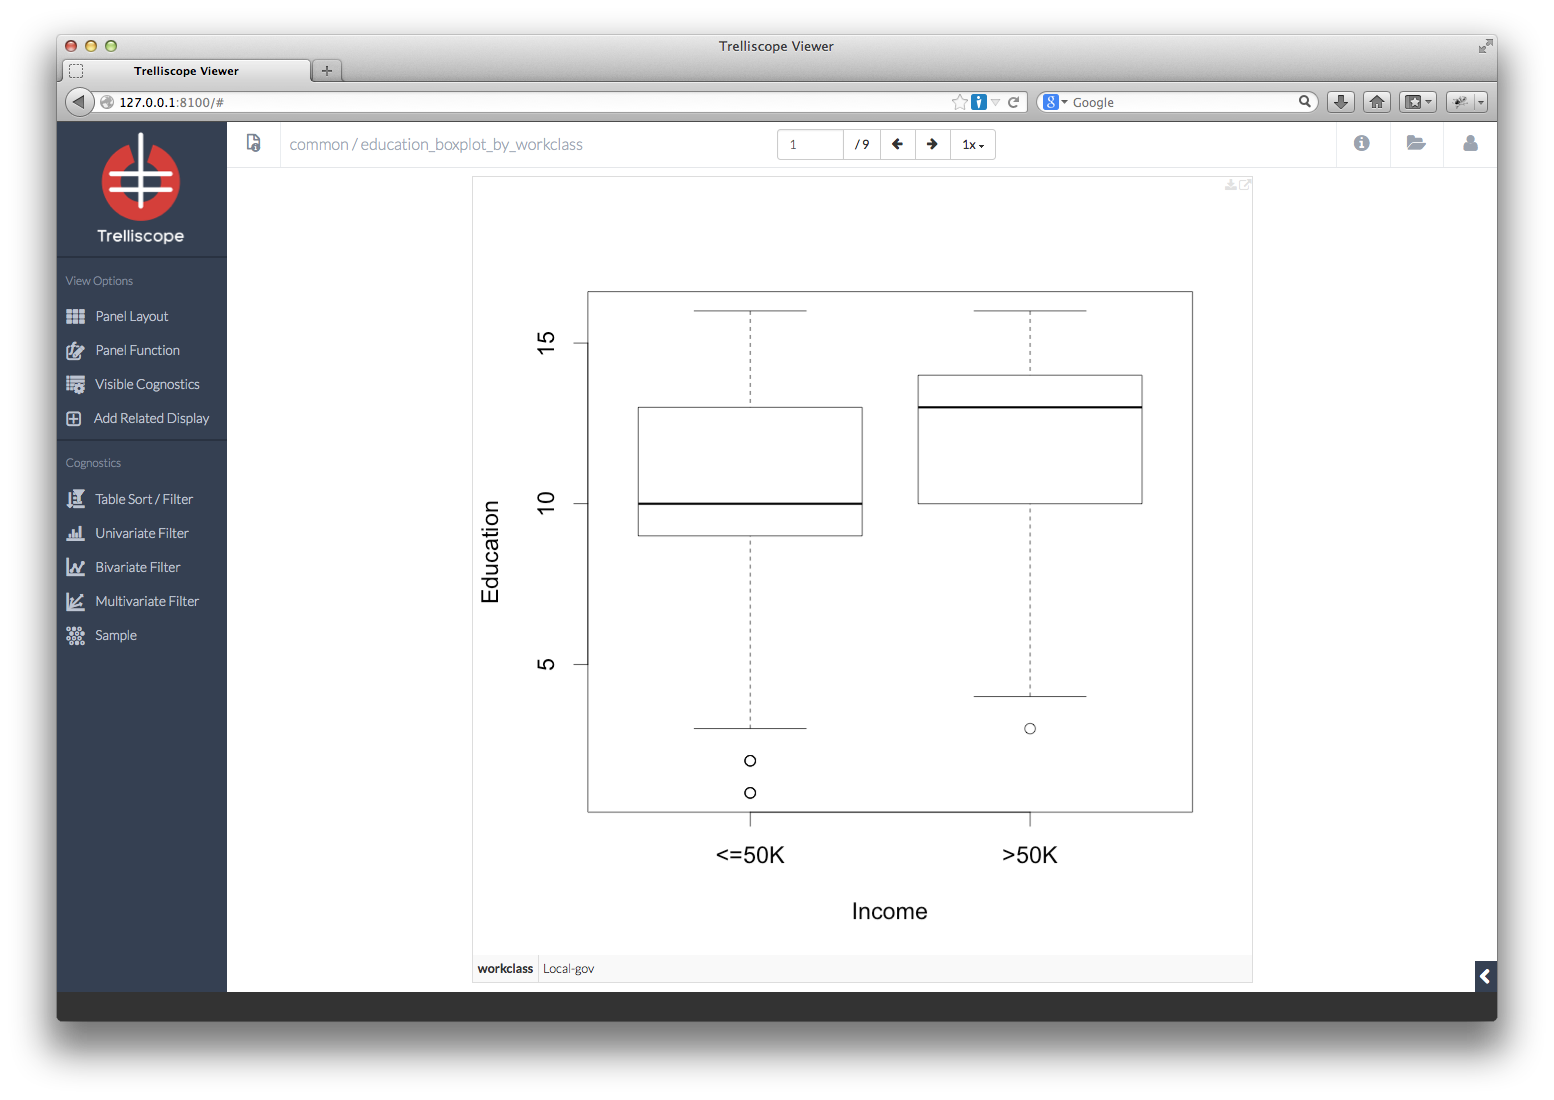 Trelliscope Viewer
Trelliscope Viewer
127.0.0.1:8100/#
8 Google
Trelliscope
common / education_boxplot_by_workclass
1 / 9 1x
View Options
Panel Layout
Panel Function
Visible Cognostics
Add Related Display
Cognostics
Table Sort / Filter
Univariate Filter
Bivariate Filter
Multivariate Filter
Sample
Education
15
10
5
<=50K >50K
Income
workclass Local-gov